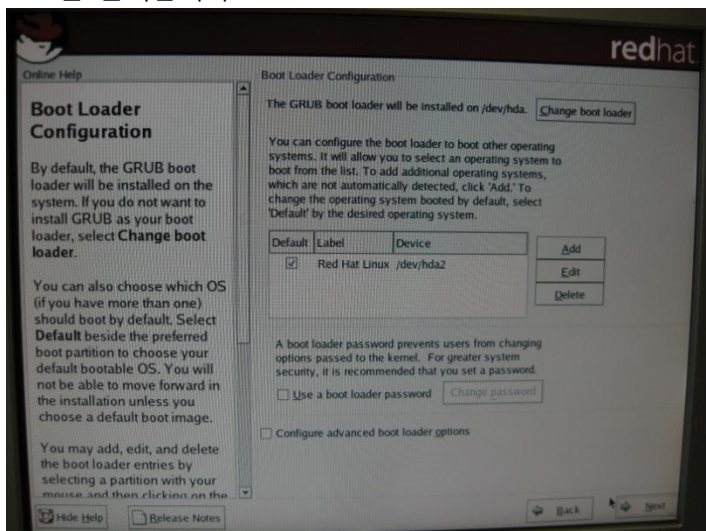 redhat
Online Help
Boot Loader
Configuration
By default, the GRUB boot
loader will be installed on the
system. If you do not want to
install GRUB as your boot
loader, select Change boot
loader.
You can also choose which OS
(if you have more than one)
should boot by default. Select
Default beside the preferred
boot partition to choose your
default bootable OS. You will
not be able to move forward in
the installation unless you
choose a default boot image.
You may add, edit, and delete
the boot loader entries by
selecting a partition with your
mouse and then clicking on the
Hide Help
Release Notes
Boot Loader Configuration
The GRUB boot loader will be installed on /dev/hda.
Change boot loader
You can configure the boot loader to boot other operating
systems. It will allow you to select an operating system to
boot from the list. To add additional operating systems,
which are not automatically detected, click 'Add.' To
change the operating system booted by default, select
'Default' by the desired operating system.
Default Label Device
Red Hat Linux /dev/hda2
Add
Edit
Delete
A boot loader password prevents users from changing
options passed to the kernel. For greater system
security, it is recommended that you set a password.
Use a boot loader password
Change password
Configure advanced boot loader options
Back
Next